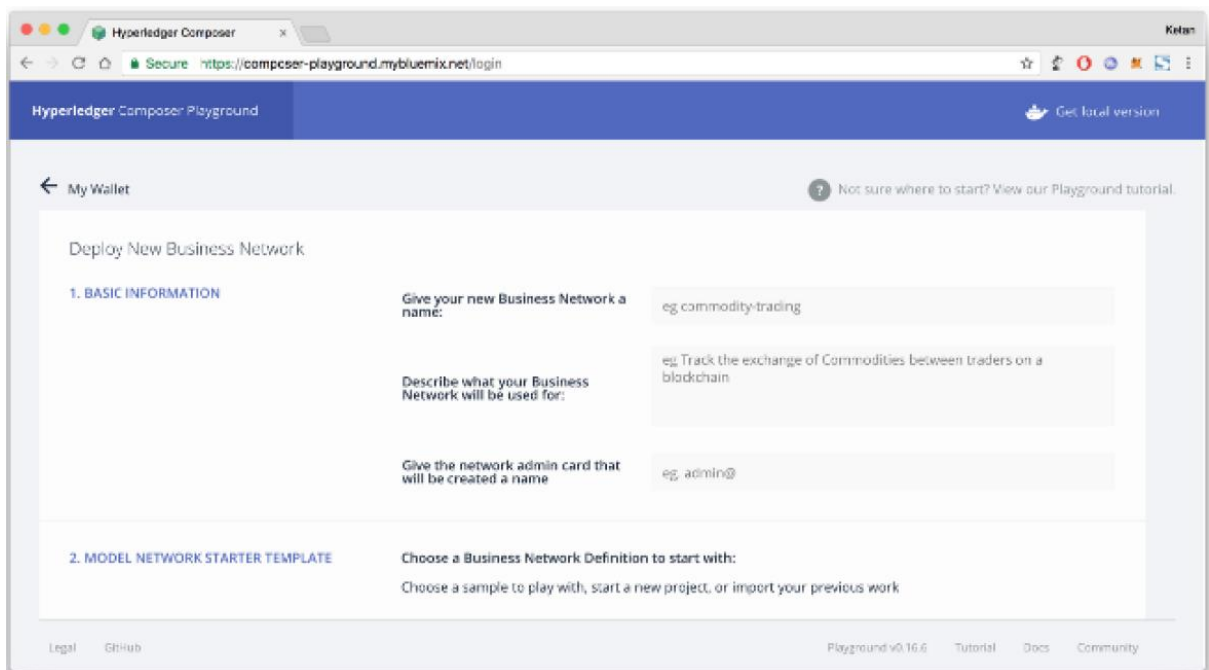 Hyperledger Composer
Ketan
Secure https://composer-playground.mybluemix.net/login
Hyperledger Composer Playground
Get local version
My Wallet
? Not sure where to start? View our Playground tutorial.
Deploy New Business Network
1. BASIC INFORMATION
Give your new Business Network a
name:
eg commodity-trading
Describe what your Business
Network will be used for:
eg Track the exchange of Commodities between traders on a
blockchain
Give the network admin card that
will be created a name
eg. admin@
2. MODEL NETWORK STARTER TEMPLATE
Choose a Business Network Definition to start with:
Choose a sample to play with, start a new project, or import your previous work
Legal GitHub Playground v0.16.6 Tutorial Docs Community